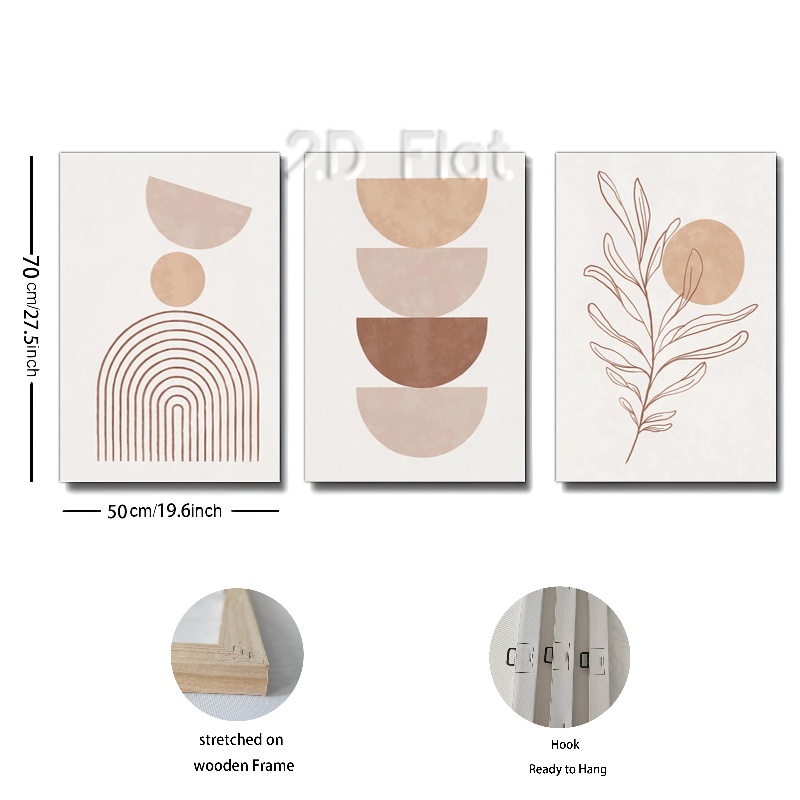 2D Flat
70 cm/27.5inch
50cm/19.6inch
stretched on
wooden Frame
Hook
Ready to Hang